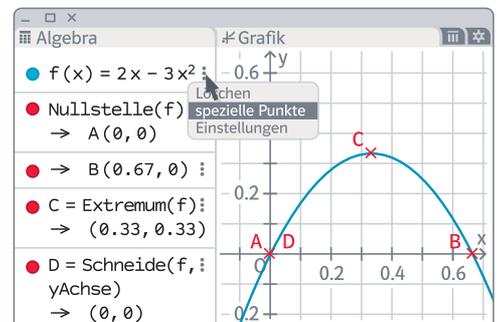 Algebra
Grafik
f(x) = 2x − 3x²
Löschen
spezielle Punkte
Einstellungen
Nullstelle(f)
→ A(0,0)
→ B(0.67,0)
C = Extremum(f)
→ (0.33,0.33)
D = Schneide(f,
yAchse)
→ (0,0)
y
0.6
C
0.2
A
D
B
x
O
0.2
0.4
0.6
0.2